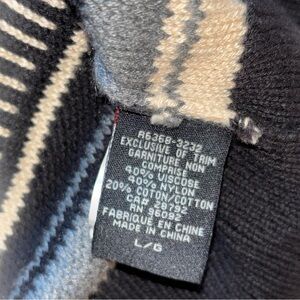 A6368-3232
EXCLUSIVE OF TRIM
GARNITURE NON
COMPRISE
40% VISCOSE
40% NYLON
20% COTON/COTTON
CA# 28792
RN 96092
FABRIQUÉ EN CHINE
MADE IN CHINA
L/G